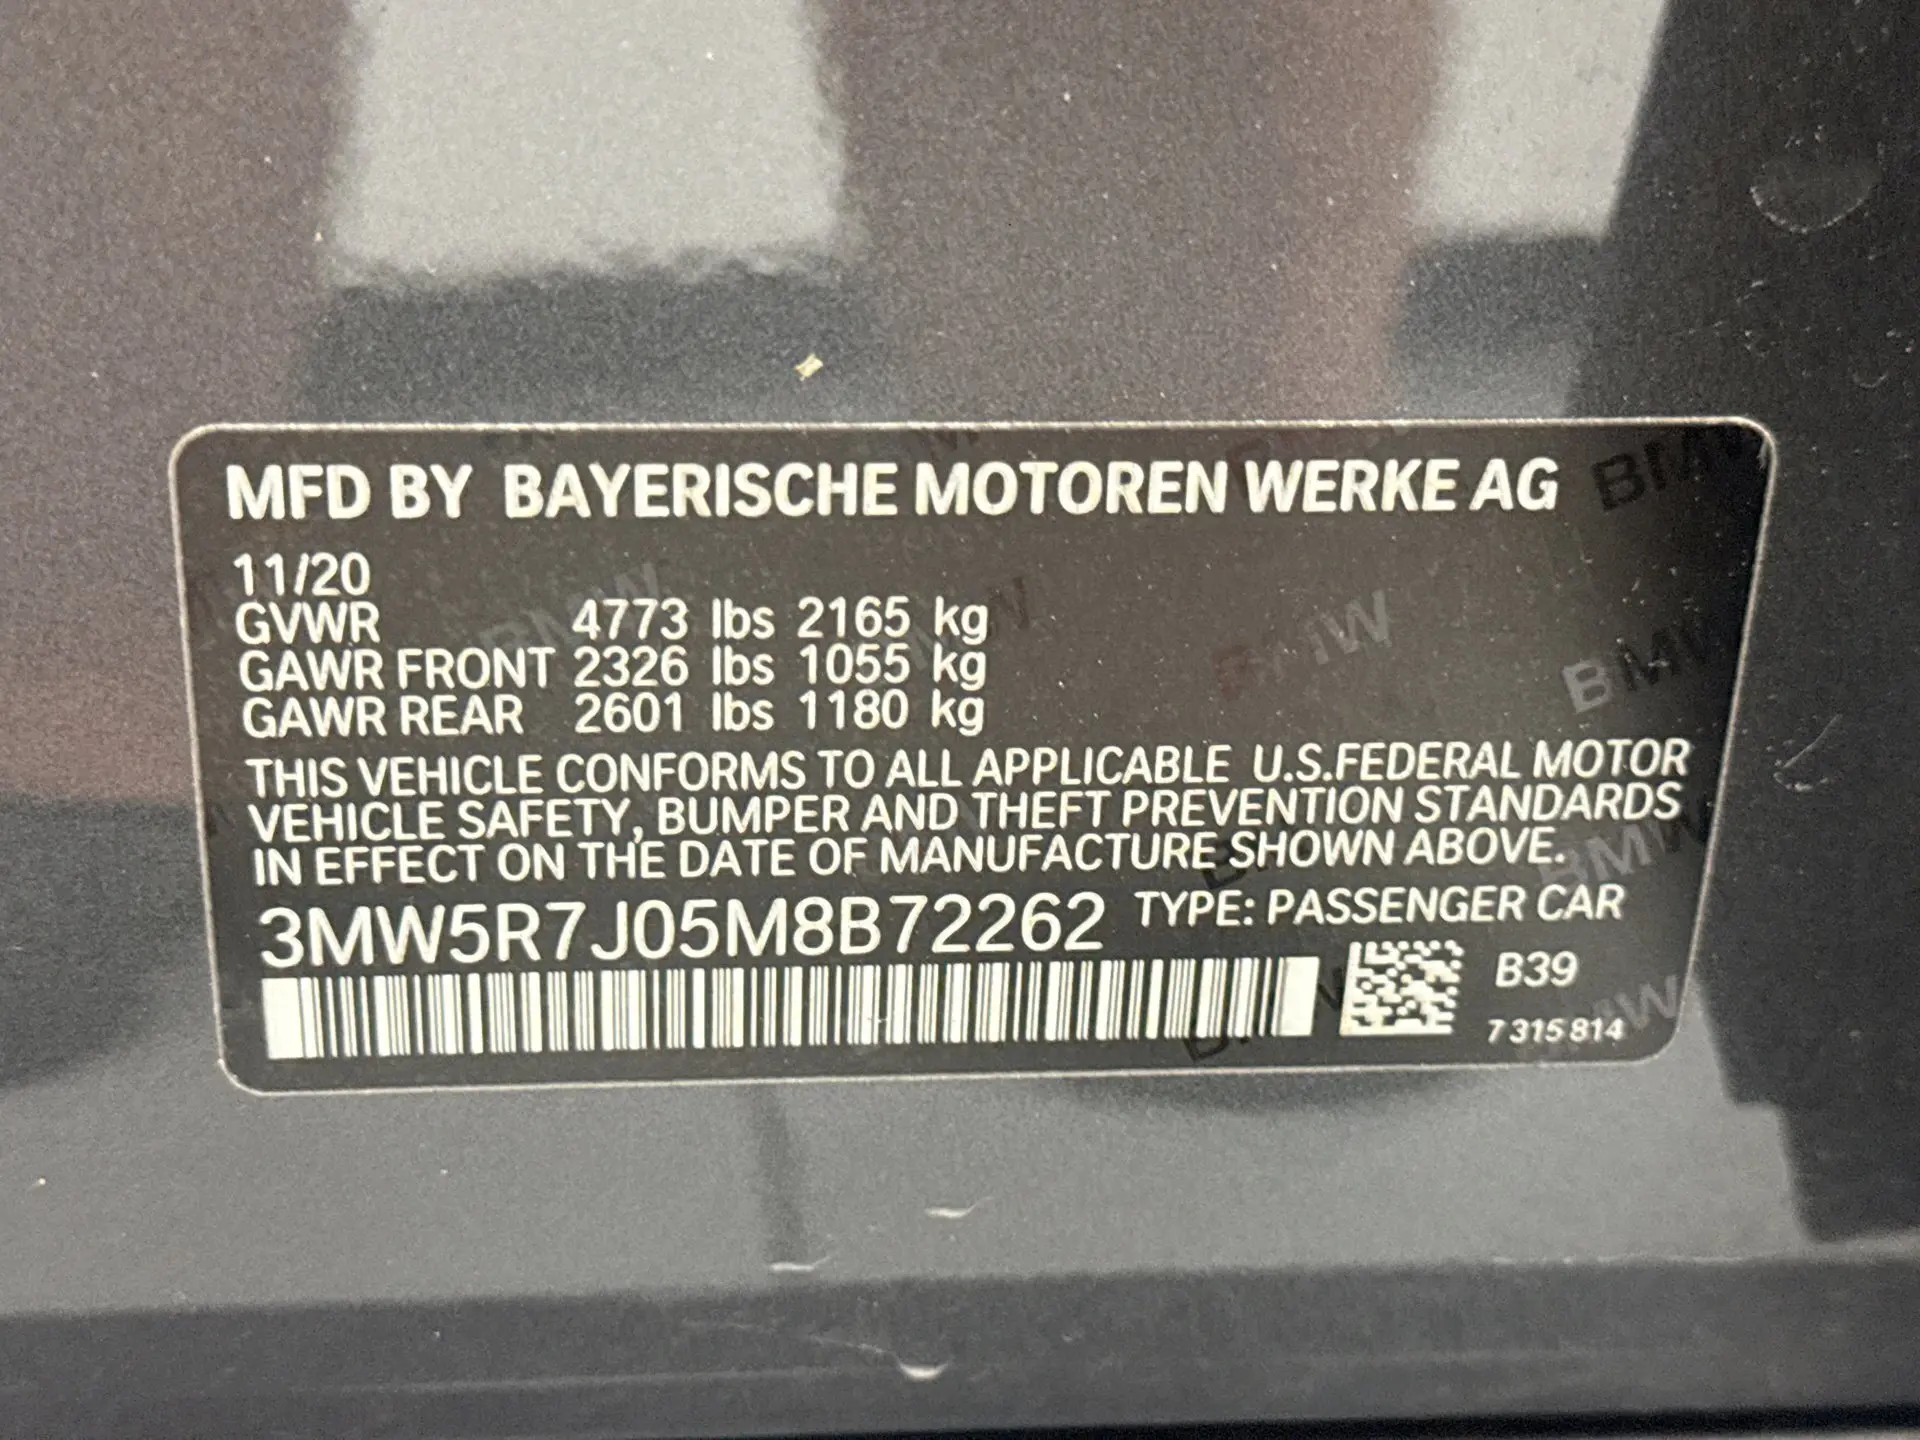 MFD BY BAYERISCHE MOTOREN WERKE AG
11/20
GVWR 4773 lbs 2165 kg
GAWR FRONT 2326 lbs 1055 kg
GAWR REAR 2601 lbs 1180 kg
THIS VEHICLE CONFORMS TO ALL APPLICABLE U.S.FEDERAL MOTOR
VEHICLE SAFETY, BUMPER AND THEFT PREVENTION STANDARDS
IN EFFECT ON THE DATE OF MANUFACTURE SHOWN ABOVE.
3MW5R7J05M8B72262 TYPE: PASSENGER CAR
B39
7 315 814